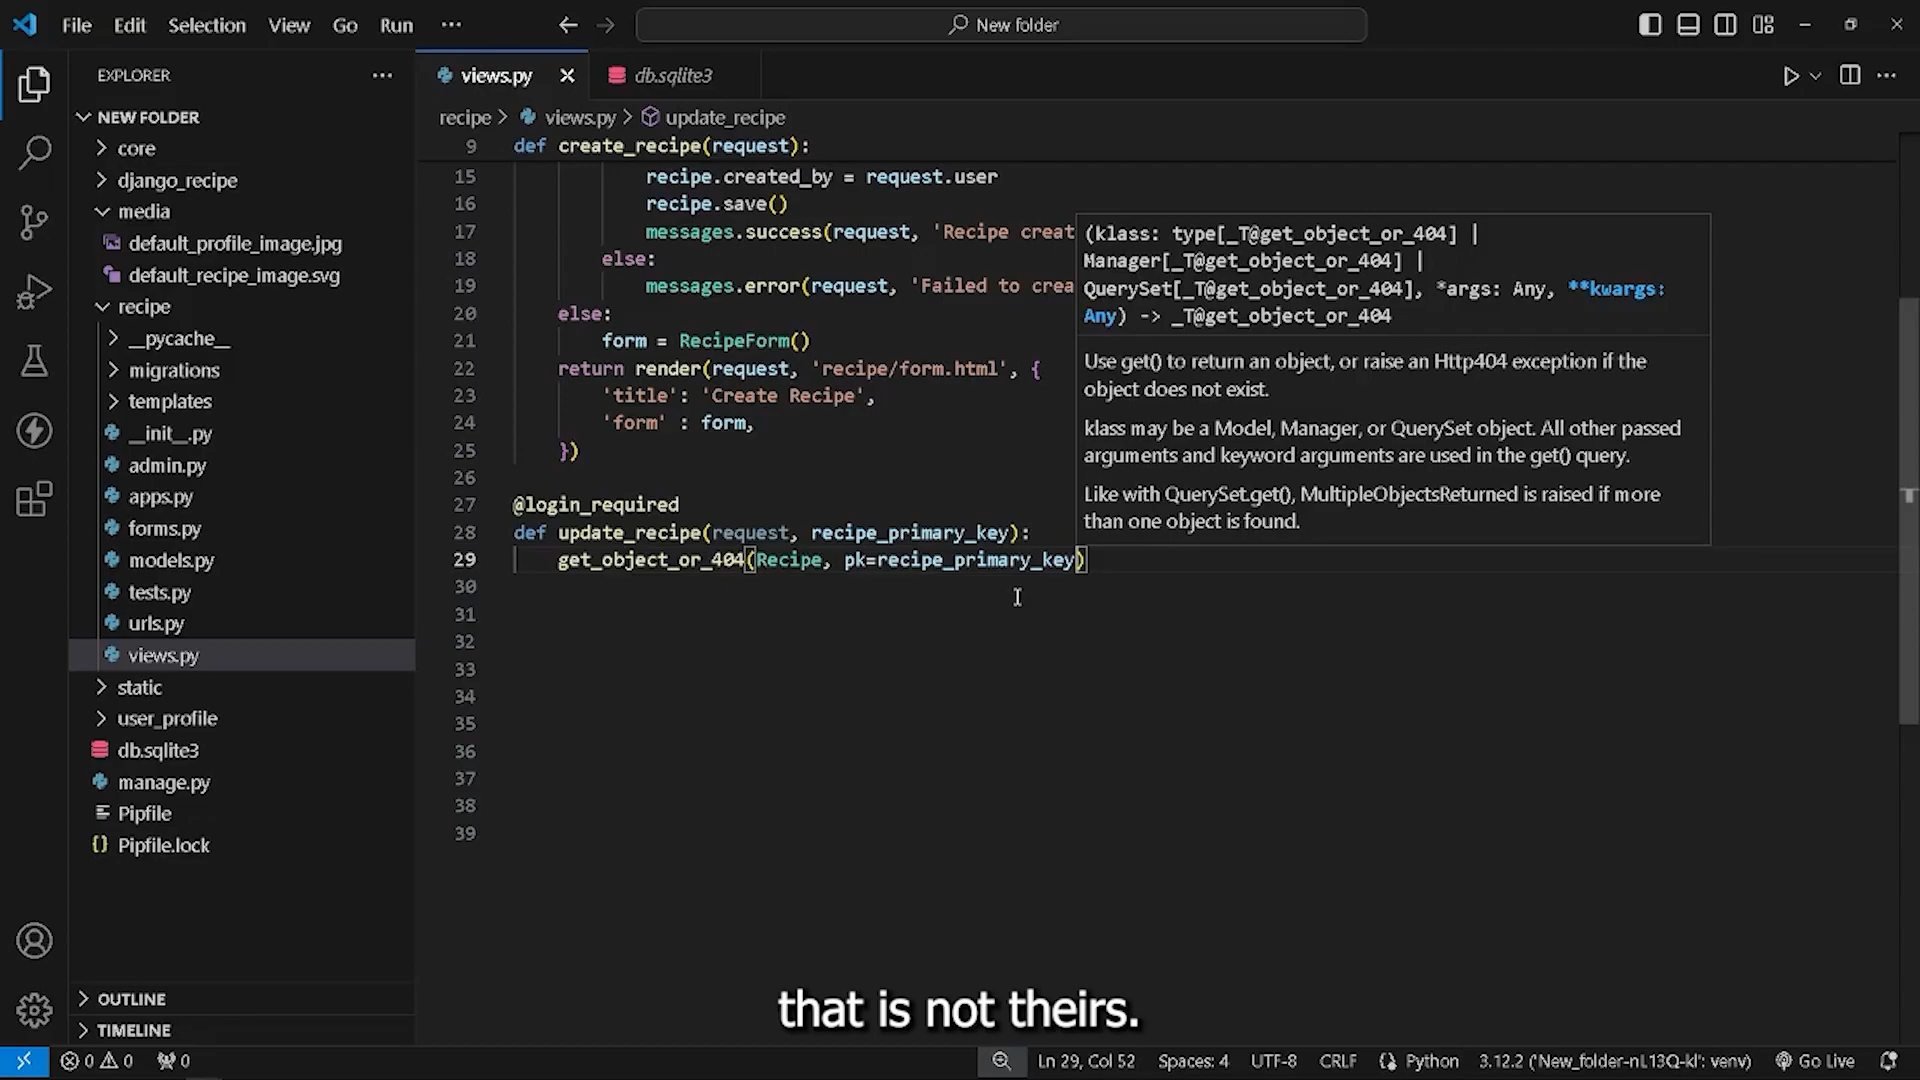 File Edit Selection View Go Run ··· New folder
EXPLORER ···
NEW FOLDER
core
django_recipe
media
default_profile_image.jpg
default_recipe_image.svg
recipe
__pycache__
migrations
templates
__init__.py
admin.py
apps.py
forms.py
models.py
tests.py
urls.py
views.py
static
user_profile
db.sqlite3
manage.py
Pipfile
Pipfile.lock
OUTLINE
TIMELINE
views.py db.sqlite3
recipe > views.py > update_recipe
9 def create_recipe(request):
15 recipe.created_by = request.user
16 recipe.save()
17 messages.success(request, 'Recipe creat
18 else:
19 messages.error(request, 'Failed to crea
20 else:
21 form = RecipeForm()
22 return render(request, 'recipe/form.html', {
23 'title': 'Create Recipe',
24 'form' : form,
25 })
26
27 @login_required
28 def update_recipe(request, recipe_primary_key):
29 get_object_or_404(Recipe, pk=recipe_primary_key)
30
31
32
33
34
35
36
37
38
39
(klass: type[_T@get_object_or_404] |
Manager[_T@get_object_or_404] |
QuerySet[_T@get_object_or_404], *args: Any, **kwargs:
Any) -> _T@get_object_or_404
Use get() to return an object, or raise an Http404 exception if the
object does not exist.
klass may be a Model, Manager, or QuerySet object. All other passed
arguments and keyword arguments are used in the get() query.
Like with QuerySet.get(), MultipleObjectsReturned is raised if more
than one object is found.
that is not theirs.
0 0 0 Ln 29, Col 52 Spaces: 4 UTF-8 CRLF Python 3.12.2 ('New_folder-nL13Q-kl': venv) Go Live